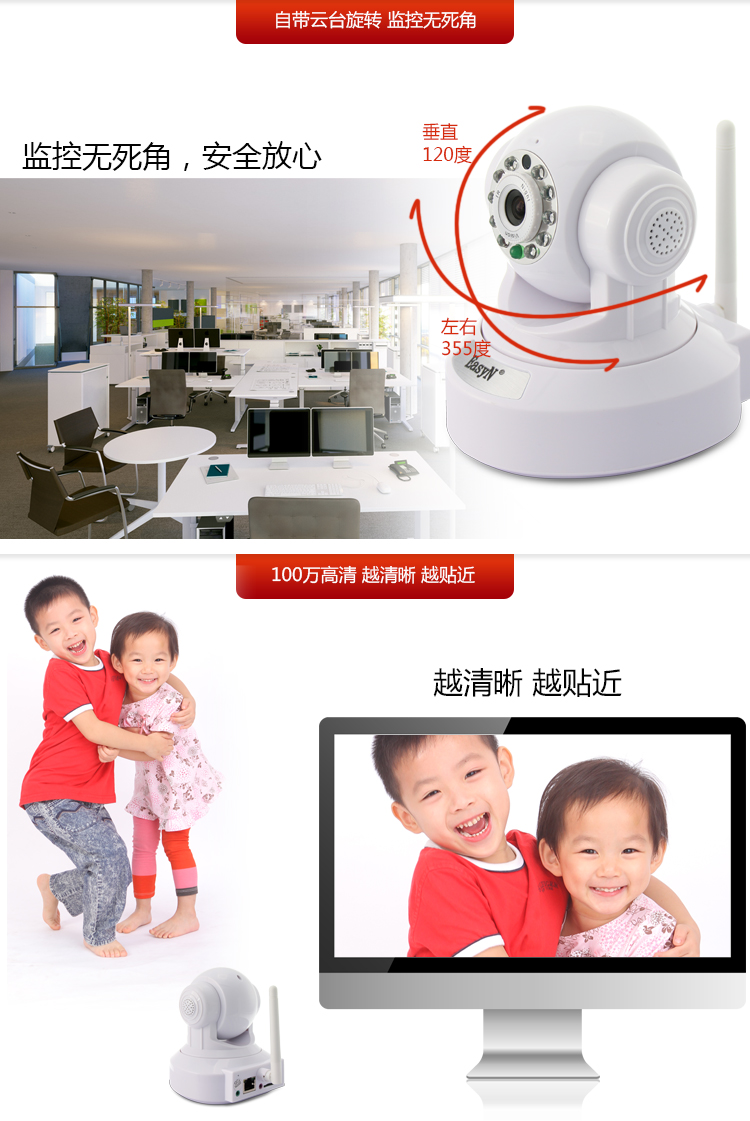 自带云台旋转 监控无死角
监控无死角，安全放心
垂直
120度
左右
355度
EasyN®
100万高清 越清晰 越贴近
越清晰 越贴近